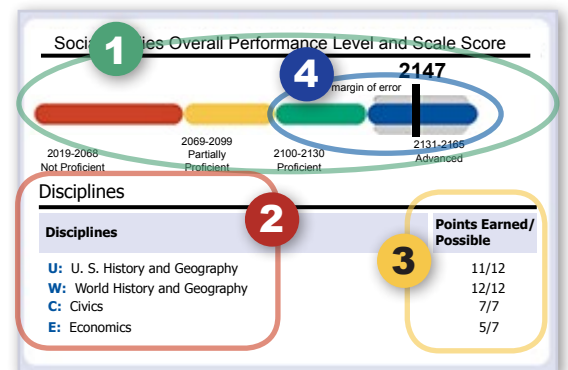 Social ies Overall Performance Level and Scale Score
1
4
2147
margin of error
2019-2068
Not Proficient
2069-2099
Partially
Proficient
2100-2130
Proficient
2131-2165
Advanced
Disciplines
2
Disciplines
Points Earned/
Possible
3
U: U. S. History and Geography 11/12
W: World History and Geography 12/12
C: Civics 7/7
E: Economics 5/7